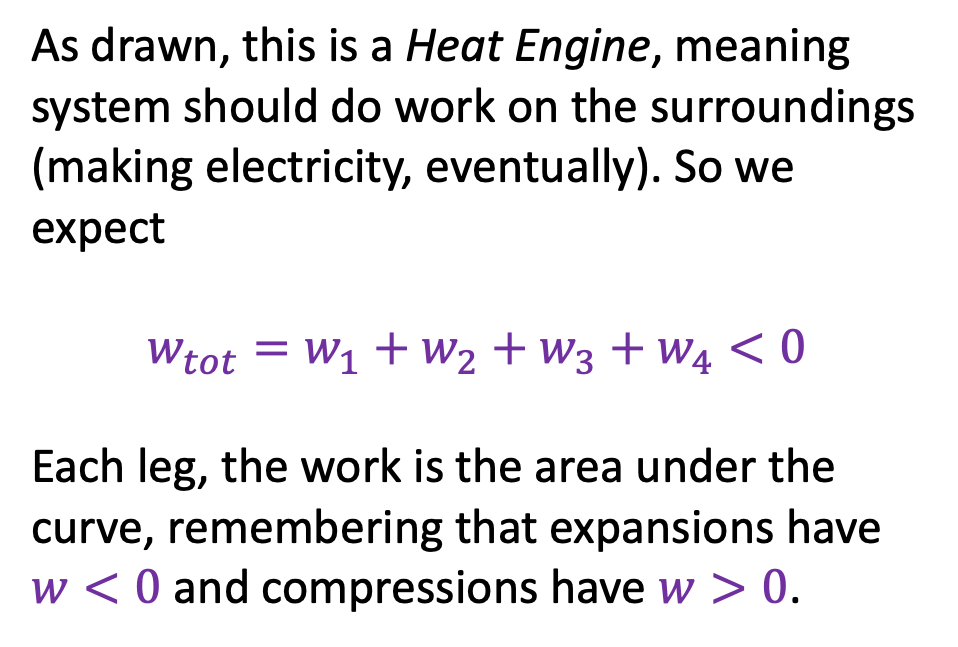 As drawn, this is a Heat Engine, meaning
system should do work on the surroundings
(making electricity, eventually). So we
expect
w_{tot} = w_1 + w_2 + w_3 + w_4 < 0
Each leg, the work is the area under the
curve, remembering that expansions have
w < 0 and compressions have w > 0.